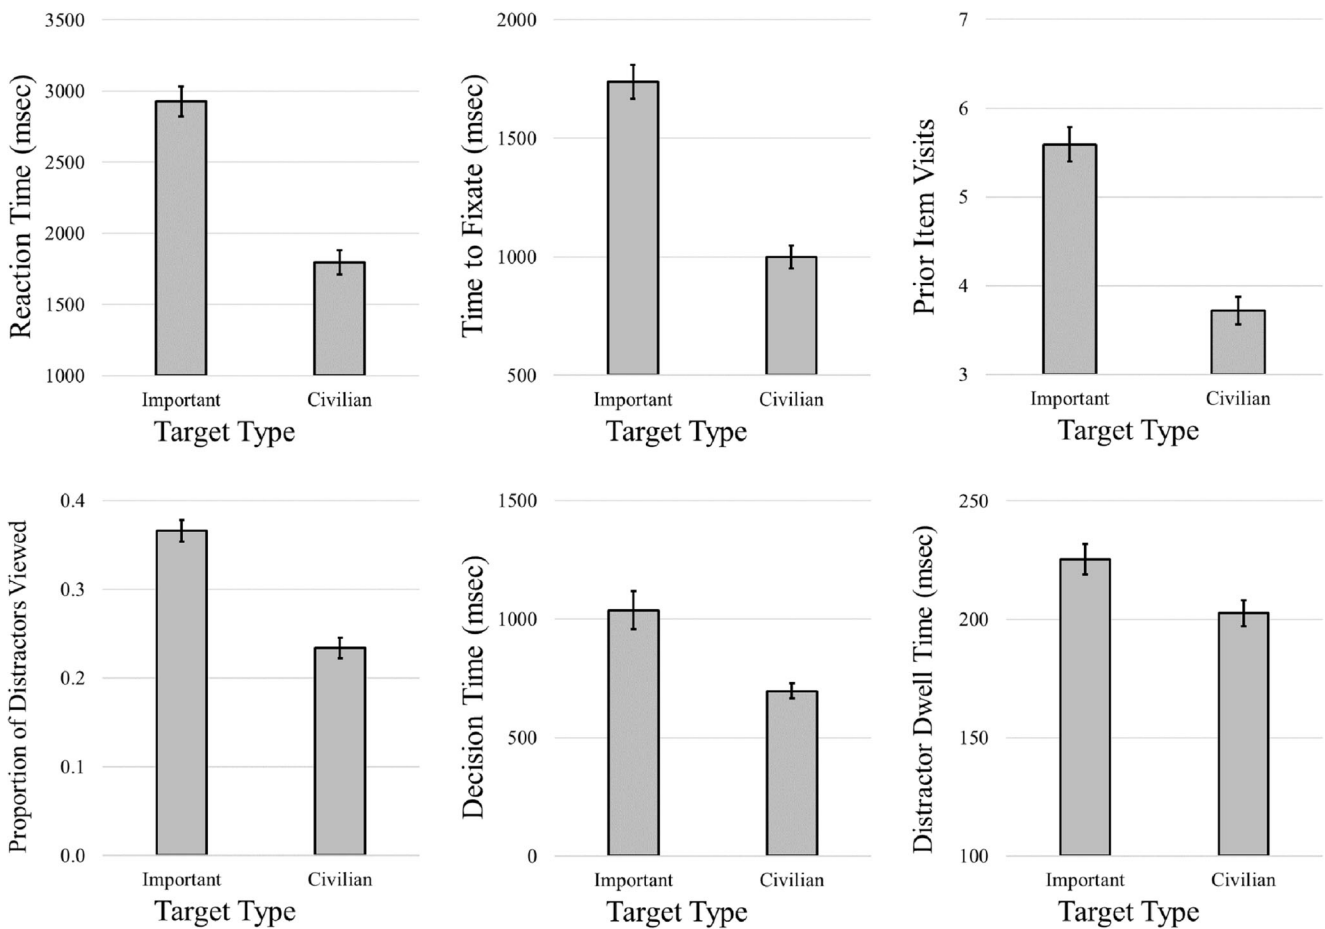 Reaction Time (msec)
3500
3000
2500
2000
1500
1000
Important Civilian
Target Type
Time to Fixate (msec)
2000
1500
1000
500
Important Civilian
Target Type
Prior Item Visits
7
6
5
4
3
Important Civilian
Target Type
Proportion of Distractors Viewed
0.4
0.3
0.2
0.1
0.0
Important Civilian
Target Type
Decision Time (msec)
1500
1000
500
0
Important Civilian
Target Type
Distractor Dwell Time (msec)
250
200
150
100
Important Civilian
Target Type